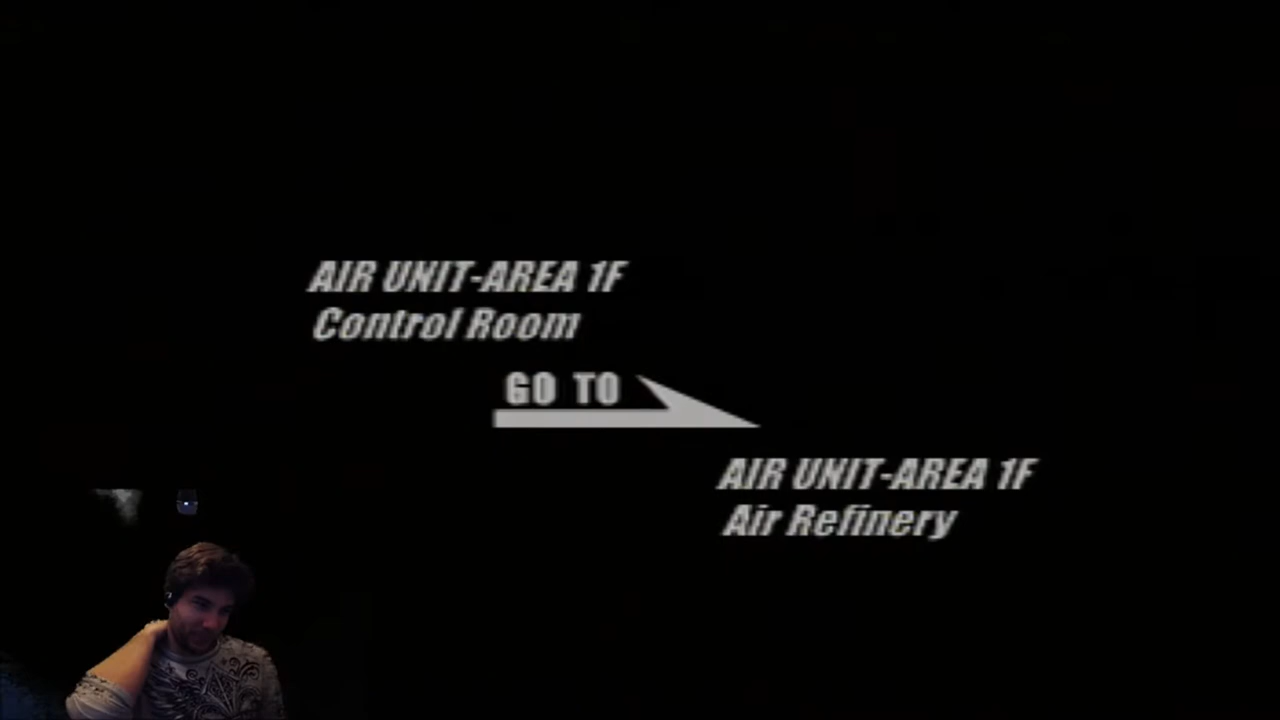 AIR UNIT-AREA 1F
Control Room
GO TO
AIR UNIT-AREA 1F
Air Refinery